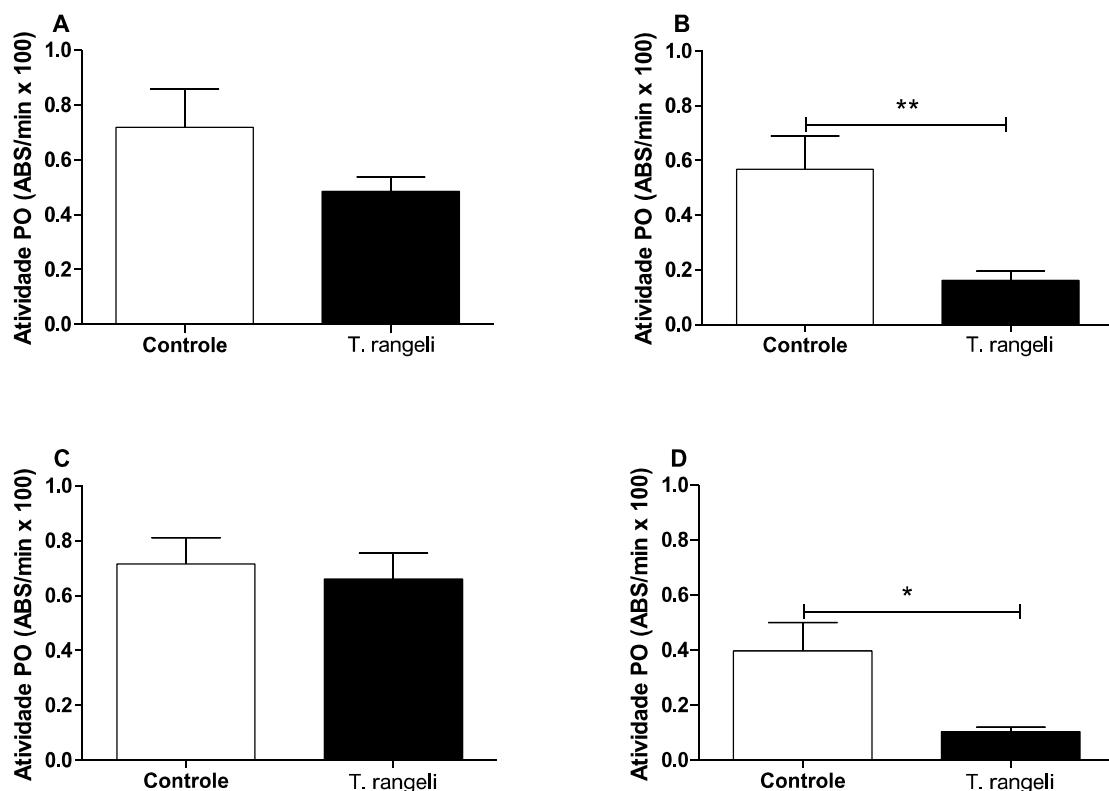 A
Atividade PO (ABS/min x 100)
1.0
0.8
0.6
0.4
0.2
0.0
Controle
T. rangeli
B
Atividade PO (ABS/min x 100)
1.0
0.8
0.6
0.4
0.2
0.0
**
Controle
T. rangeli
C
Atividade PO (ABS/min x 100)
1.0
0.8
0.6
0.4
0.2
0.0
Controle
T. rangeli
D
Atividade PO (ABS/min x 100)
1.0
0.8
0.6
0.4
0.2
0.0
*
Controle
T. rangeli